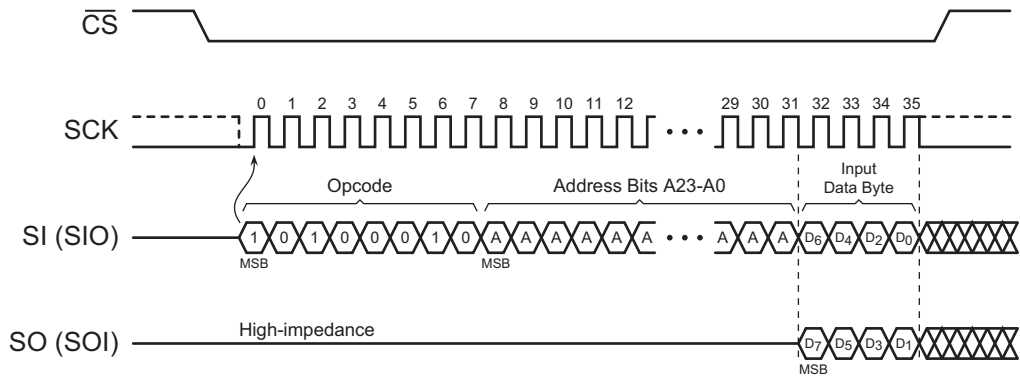 CS
0 1 2 3 4 5 6 7 8 9 10 11 12 29 30 31 32 33 34 35
SCK
Opcode
Address Bits A23-A0
Input
Data Byte
SI (SIO) 1 0 1 0 0 0 1 0 A A A A A A A A A D6 D4 D2 D0
MSB MSB
High-impedance
SO (SOI) D7 D5 D3 D1
MSB